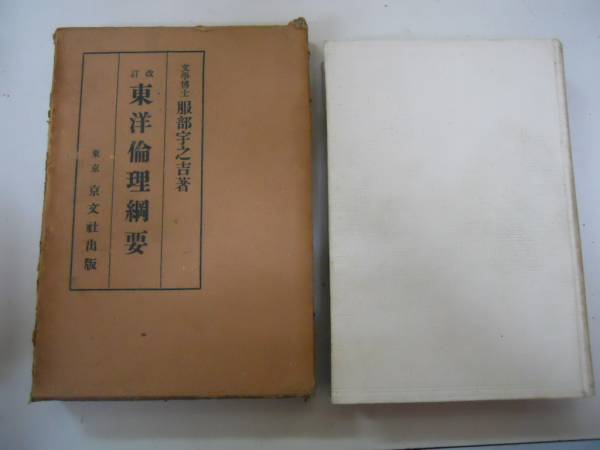 文學博士 服部宇之吉著
改訂 東洋倫理綱要
東京 京文社出版